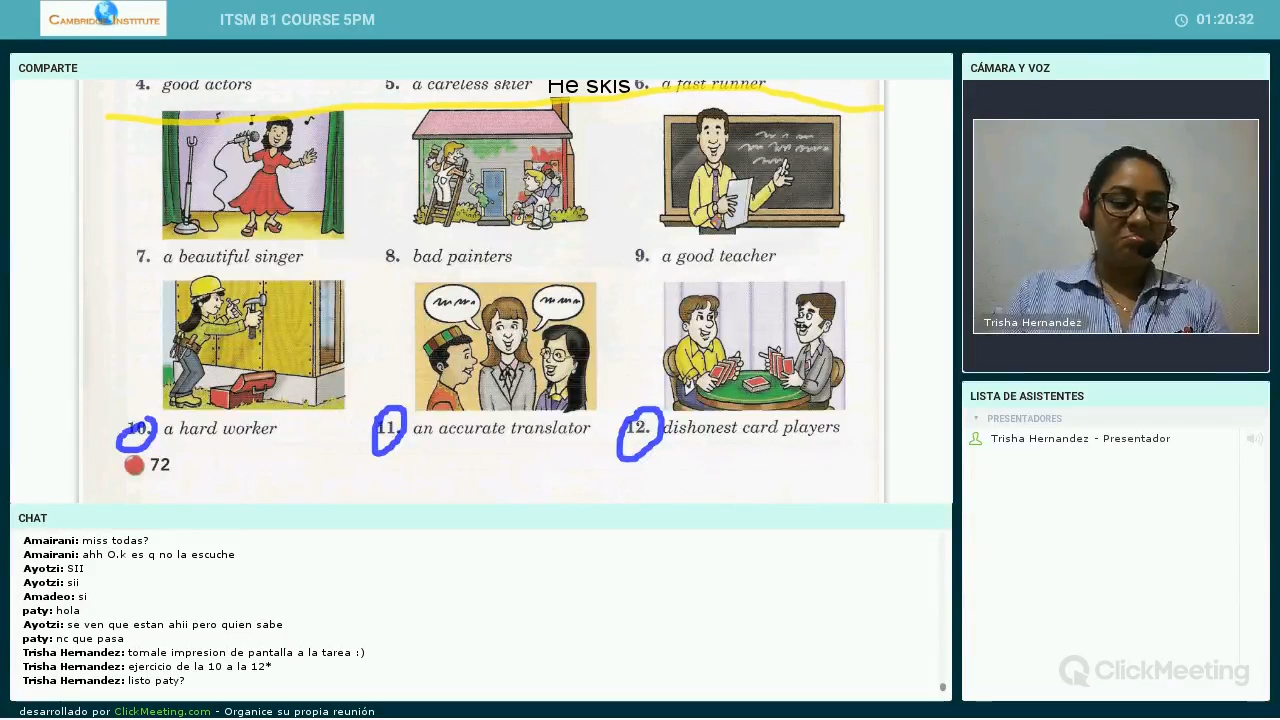 CAMBRIDGE INSTITUTE
ITSM B1 COURSE 5PM
01:20:32
COMPARTE
4. good actors
5. a careless skier
He skis
6. a fast runner
7. a beautiful singer
8. bad painters
9. a good teacher
10. a hard worker
11. an accurate translator
12. dishonest card players
72
CHAT
Amairani: miss todas?
Amairani: ahh O.k es q no la escuche
Ayotzi: SII
Ayotzi: sii
Amadeo: si
paty: hola
Ayotzi: se ven que estan ahii pero quien sabe
paty: nc que pasa
Trisha Hernandez: tomale impresion de pantalla a la tarea :)
Trisha Hernandez: ejercicio de la 10 a la 12*
Trisha Hernandez: listo paty?
CÁMARA Y VOZ
Trisha Hernandez
LISTA DE ASISTENTES
PRESENTADORES
Trisha Hernandez - Presentador
ClickMeeting
desarrollado por ClickMeeting.com - Organice su propia reunión